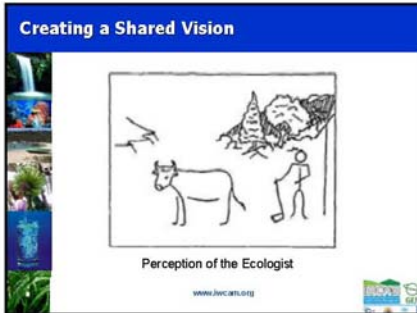 Creating a Shared Vision
Perception of the Ecologist
www.iwcam.org